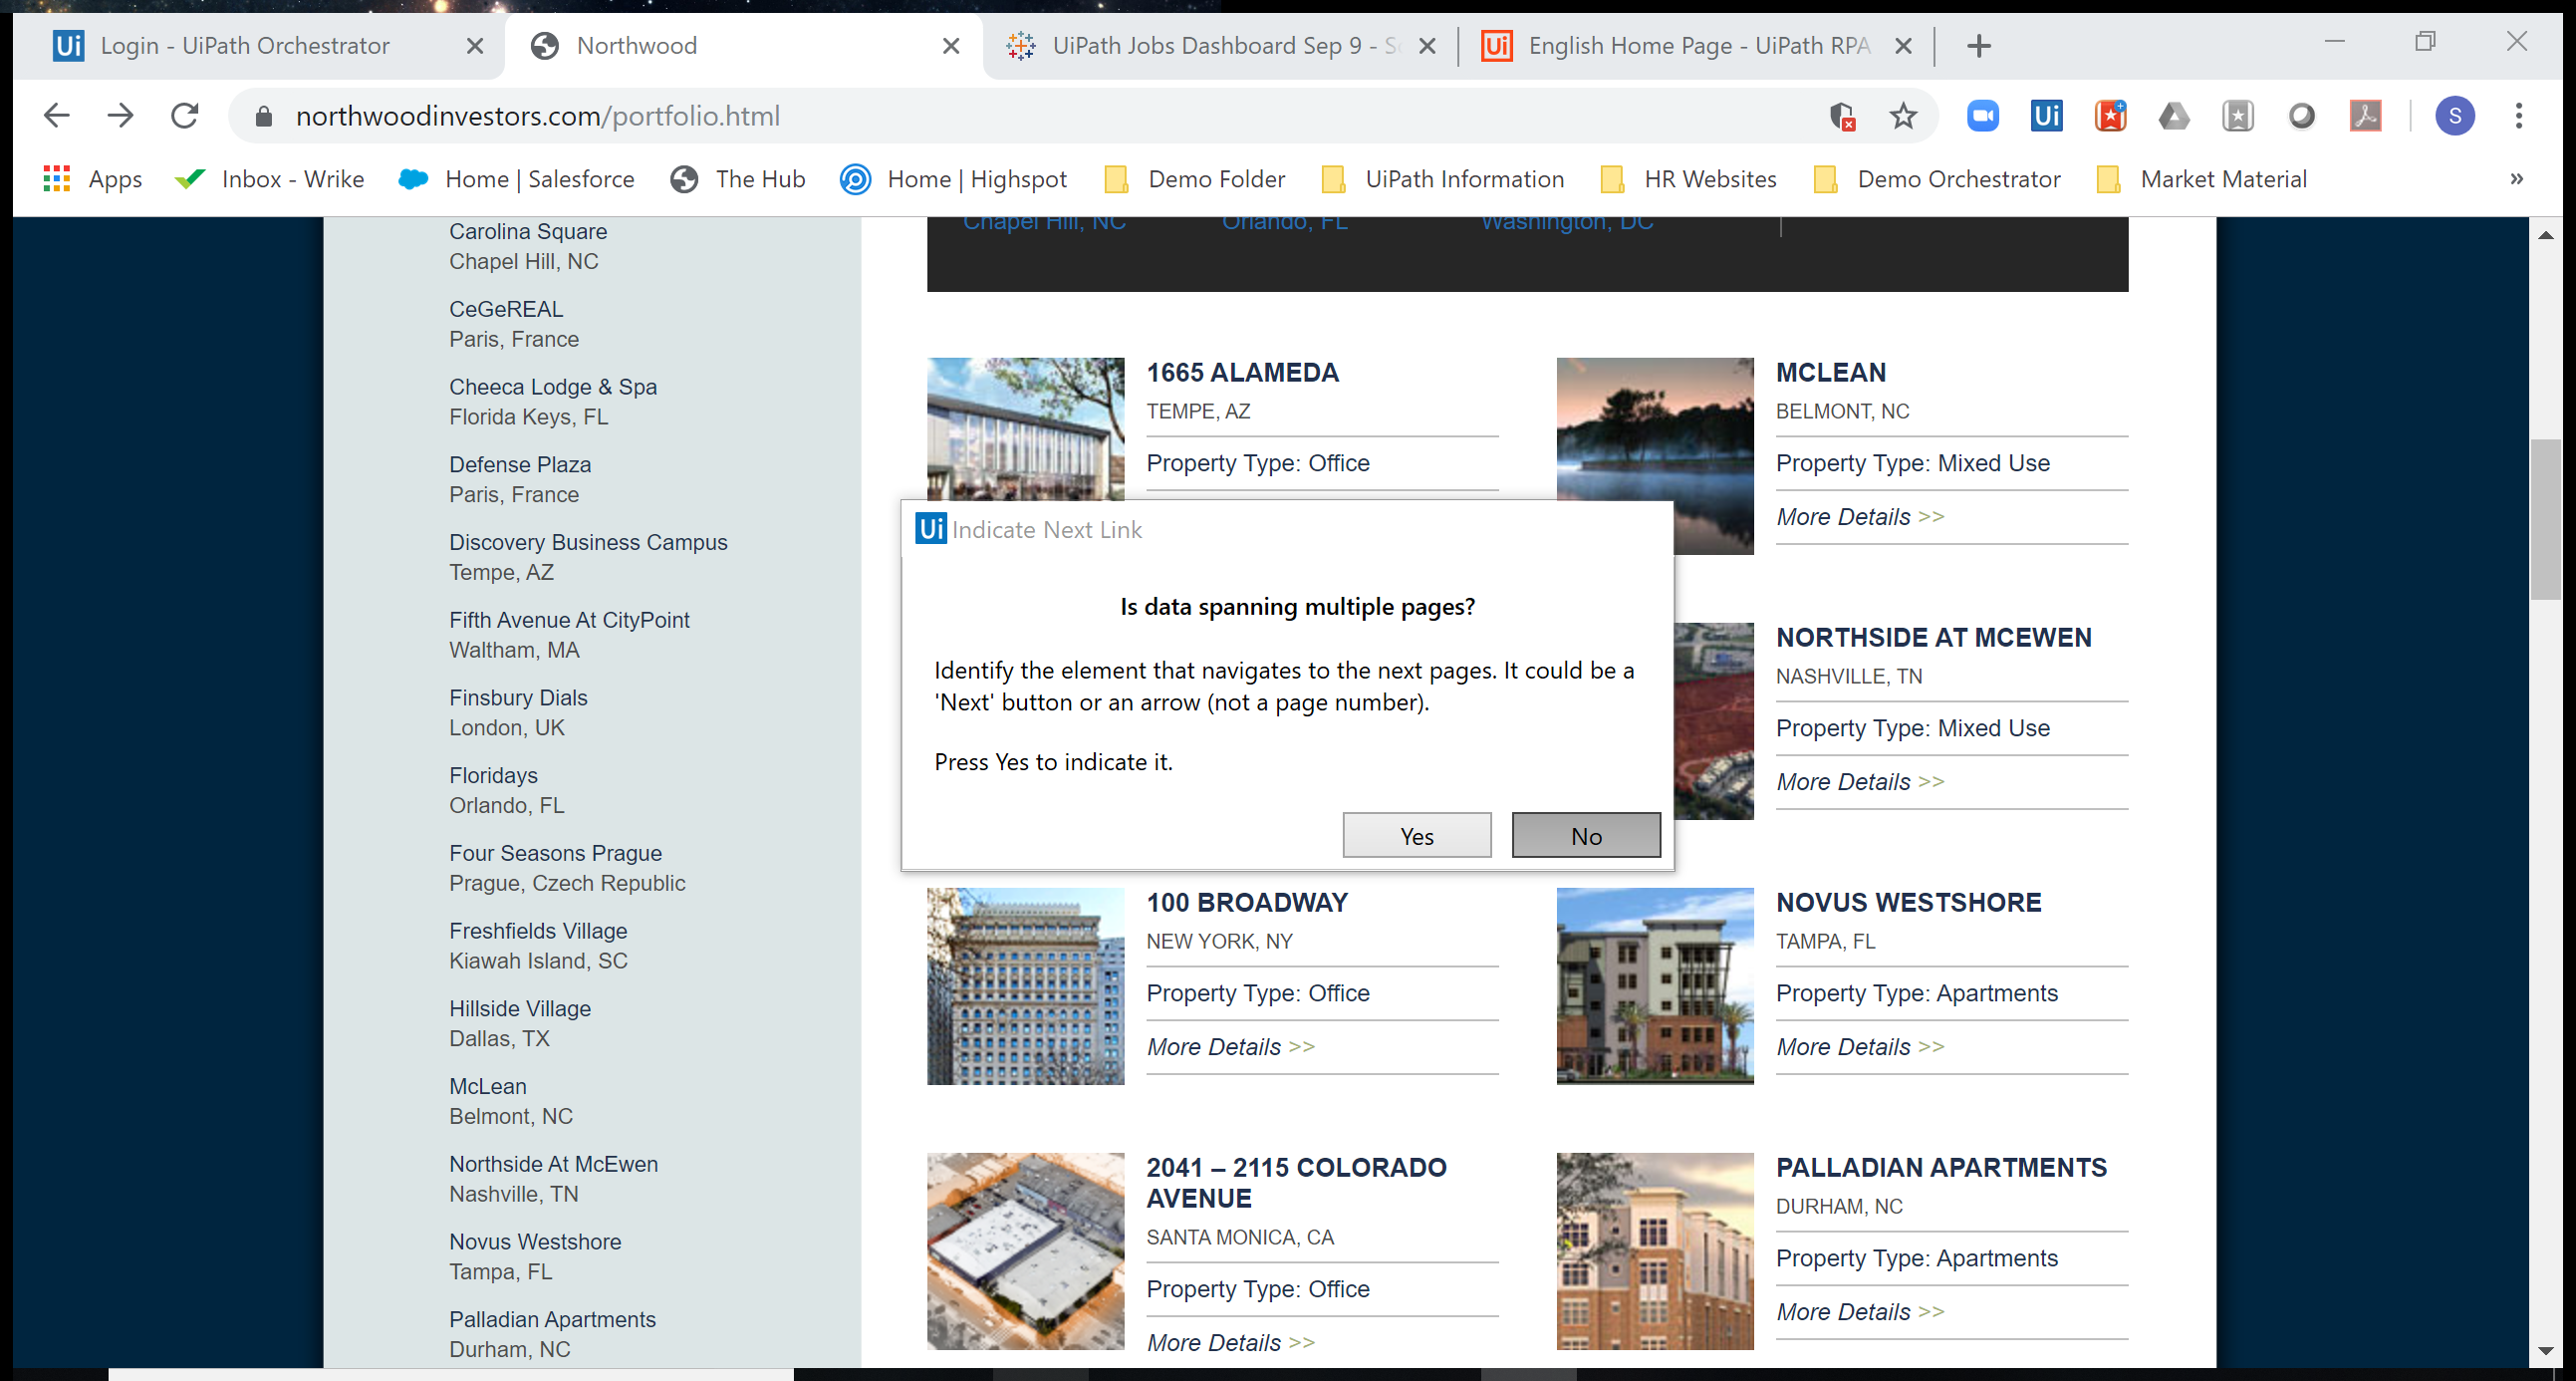 Ui Login - UiPath Orchestrator
Northwood
UiPath Jobs Dashboard Sep 9 - S
Ui English Home Page - UiPath RPA
northwoodinvestors.com/portfolio.html
Ui
S
Apps
Inbox - Wrike
Home | Salesforce
The Hub
Home | Highspot
Demo Folder
UiPath Information
HR Websites
Demo Orchestrator
Market Material
»
Carolina Square
Chapel Hill, NC
CeGeREAL
Paris, France
Cheeca Lodge & Spa
Florida Keys, FL
Defense Plaza
Paris, France
Discovery Business Campus
Tempe, AZ
Fifth Avenue At CityPoint
Waltham, MA
Finsbury Dials
London, UK
Floridays
Orlando, FL
Four Seasons Prague
Prague, Czech Republic
Freshfields Village
Kiawah Island, SC
Hillside Village
Dallas, TX
McLean
Belmont, NC
Northside At McEwen
Nashville, TN
Novus Westshore
Tampa, FL
Palladian Apartments
Durham, NC
Chapel Hill, NC
Orlando, FL
Washington, DC
1665 ALAMEDA
TEMPE, AZ
Property Type: Office
MCLEAN
BELMONT, NC
Property Type: Mixed Use
More Details >>
Ui Indicate Next Link
Is data spanning multiple pages?
Identify the element that navigates to the next pages. It could be a
'Next' button or an arrow (not a page number).
Press Yes to indicate it.
Yes
No
NORTHSIDE AT MCEWEN
NASHVILLE, TN
Property Type: Mixed Use
More Details >>
100 BROADWAY
NEW YORK, NY
Property Type: Office
More Details >>
NOVUS WESTSHORE
TAMPA, FL
Property Type: Apartments
More Details >>
2041 – 2115 COLORADO
AVENUE
SANTA MONICA, CA
Property Type: Office
More Details >>
PALLADIAN APARTMENTS
DURHAM, NC
Property Type: Apartments
More Details >>